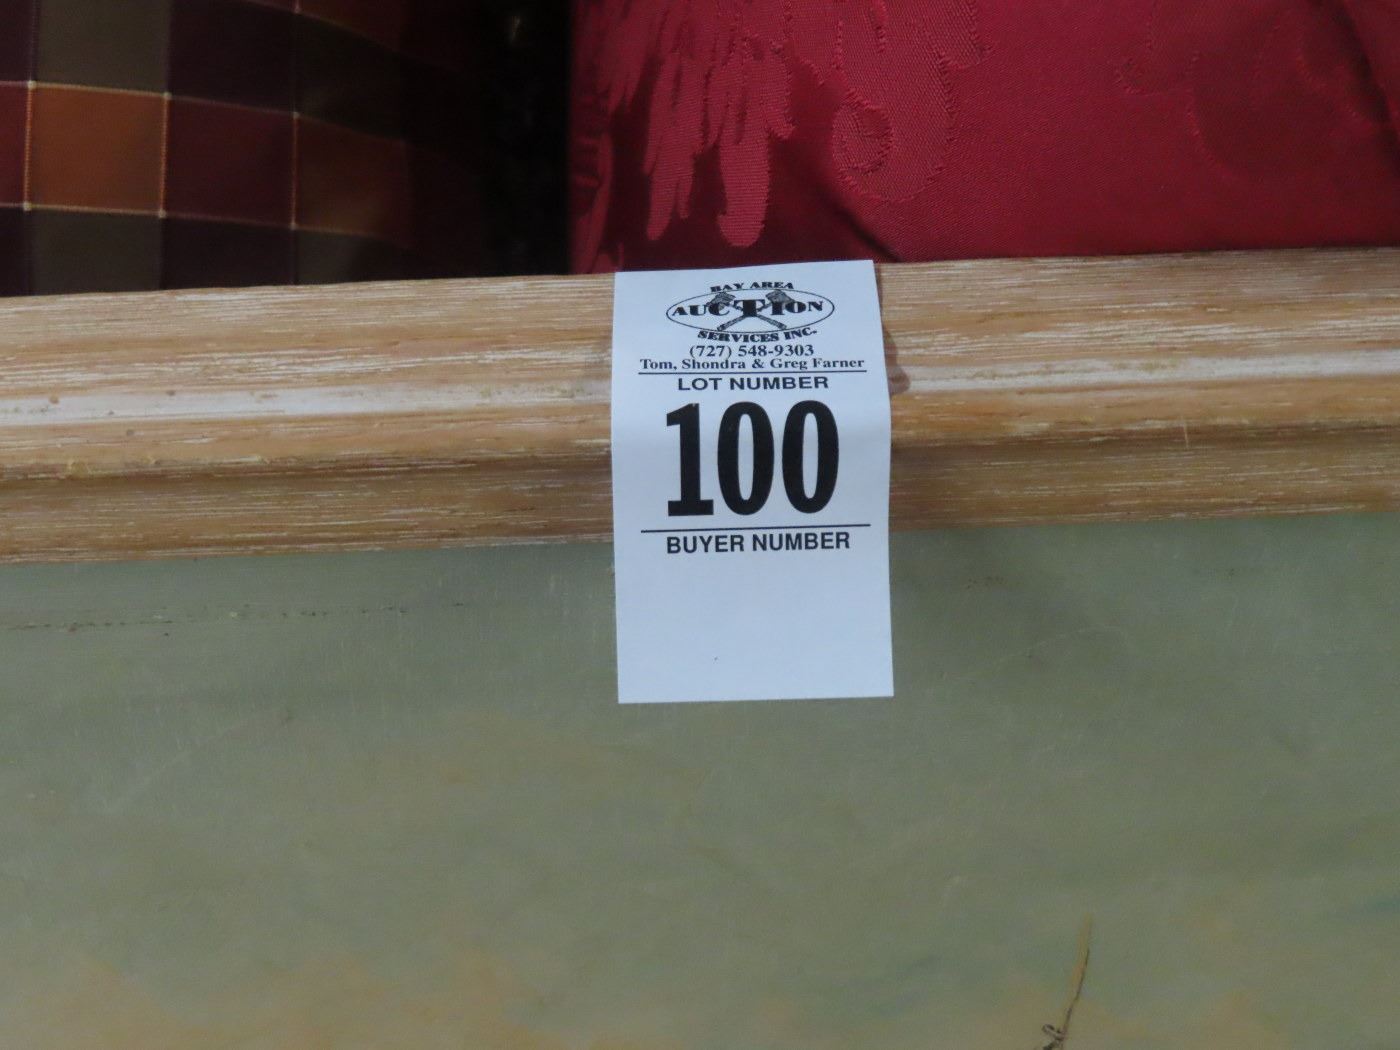 BAY AREA
AUCTION
SERVICES INC.
(727) 548-9303
Tom, Shondra & Greg Farner
LOT NUMBER
100
BUYER NUMBER